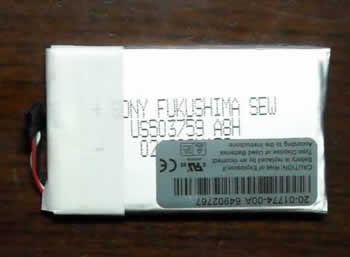 + SONY FUKUSHIMA SEW
US503759 A8H
02
CAUTION: Risk of Explosion if
Battery is replaced by an incorrect
Type. Dispose of Used Batteries
According to the Instructions
20-01774-00A 64902767